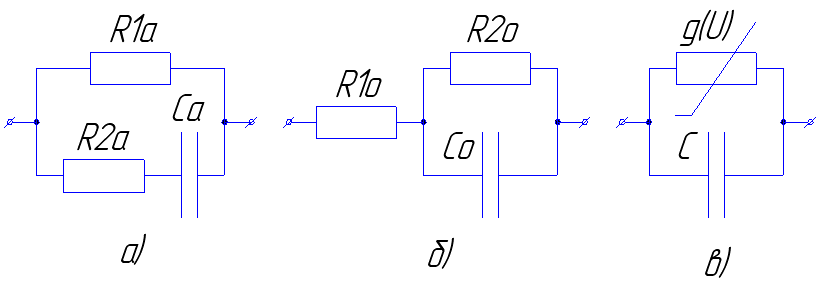 R1a
Ca
R2a
а)
R1o
R2o
Co
б)
g(U)
C
в)